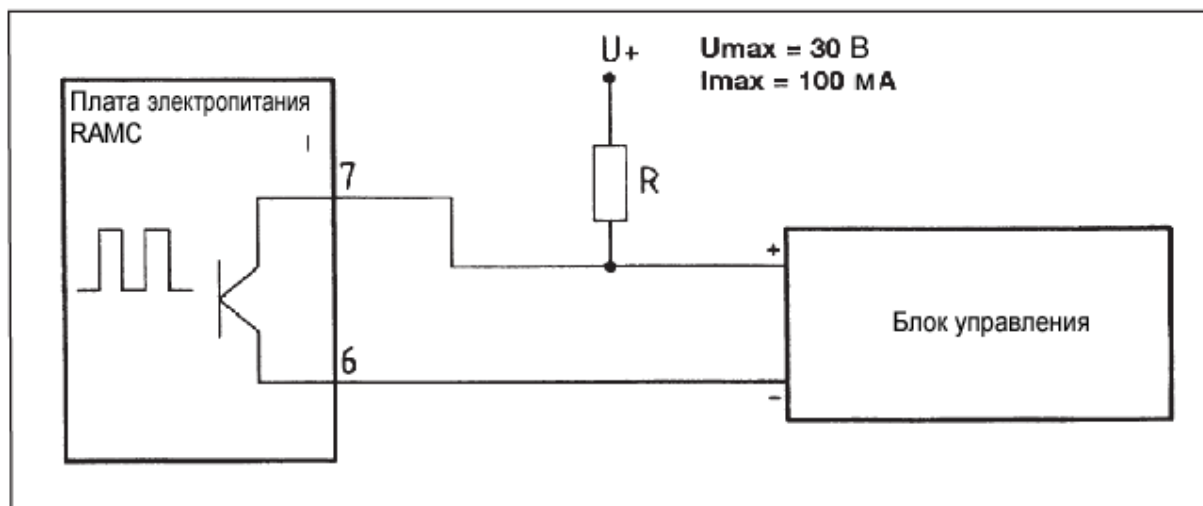 U+
Umax = 30 В
Imax = 100 мА
Плата электропитания
RAMC
7
R
+
Блок управления
6
-